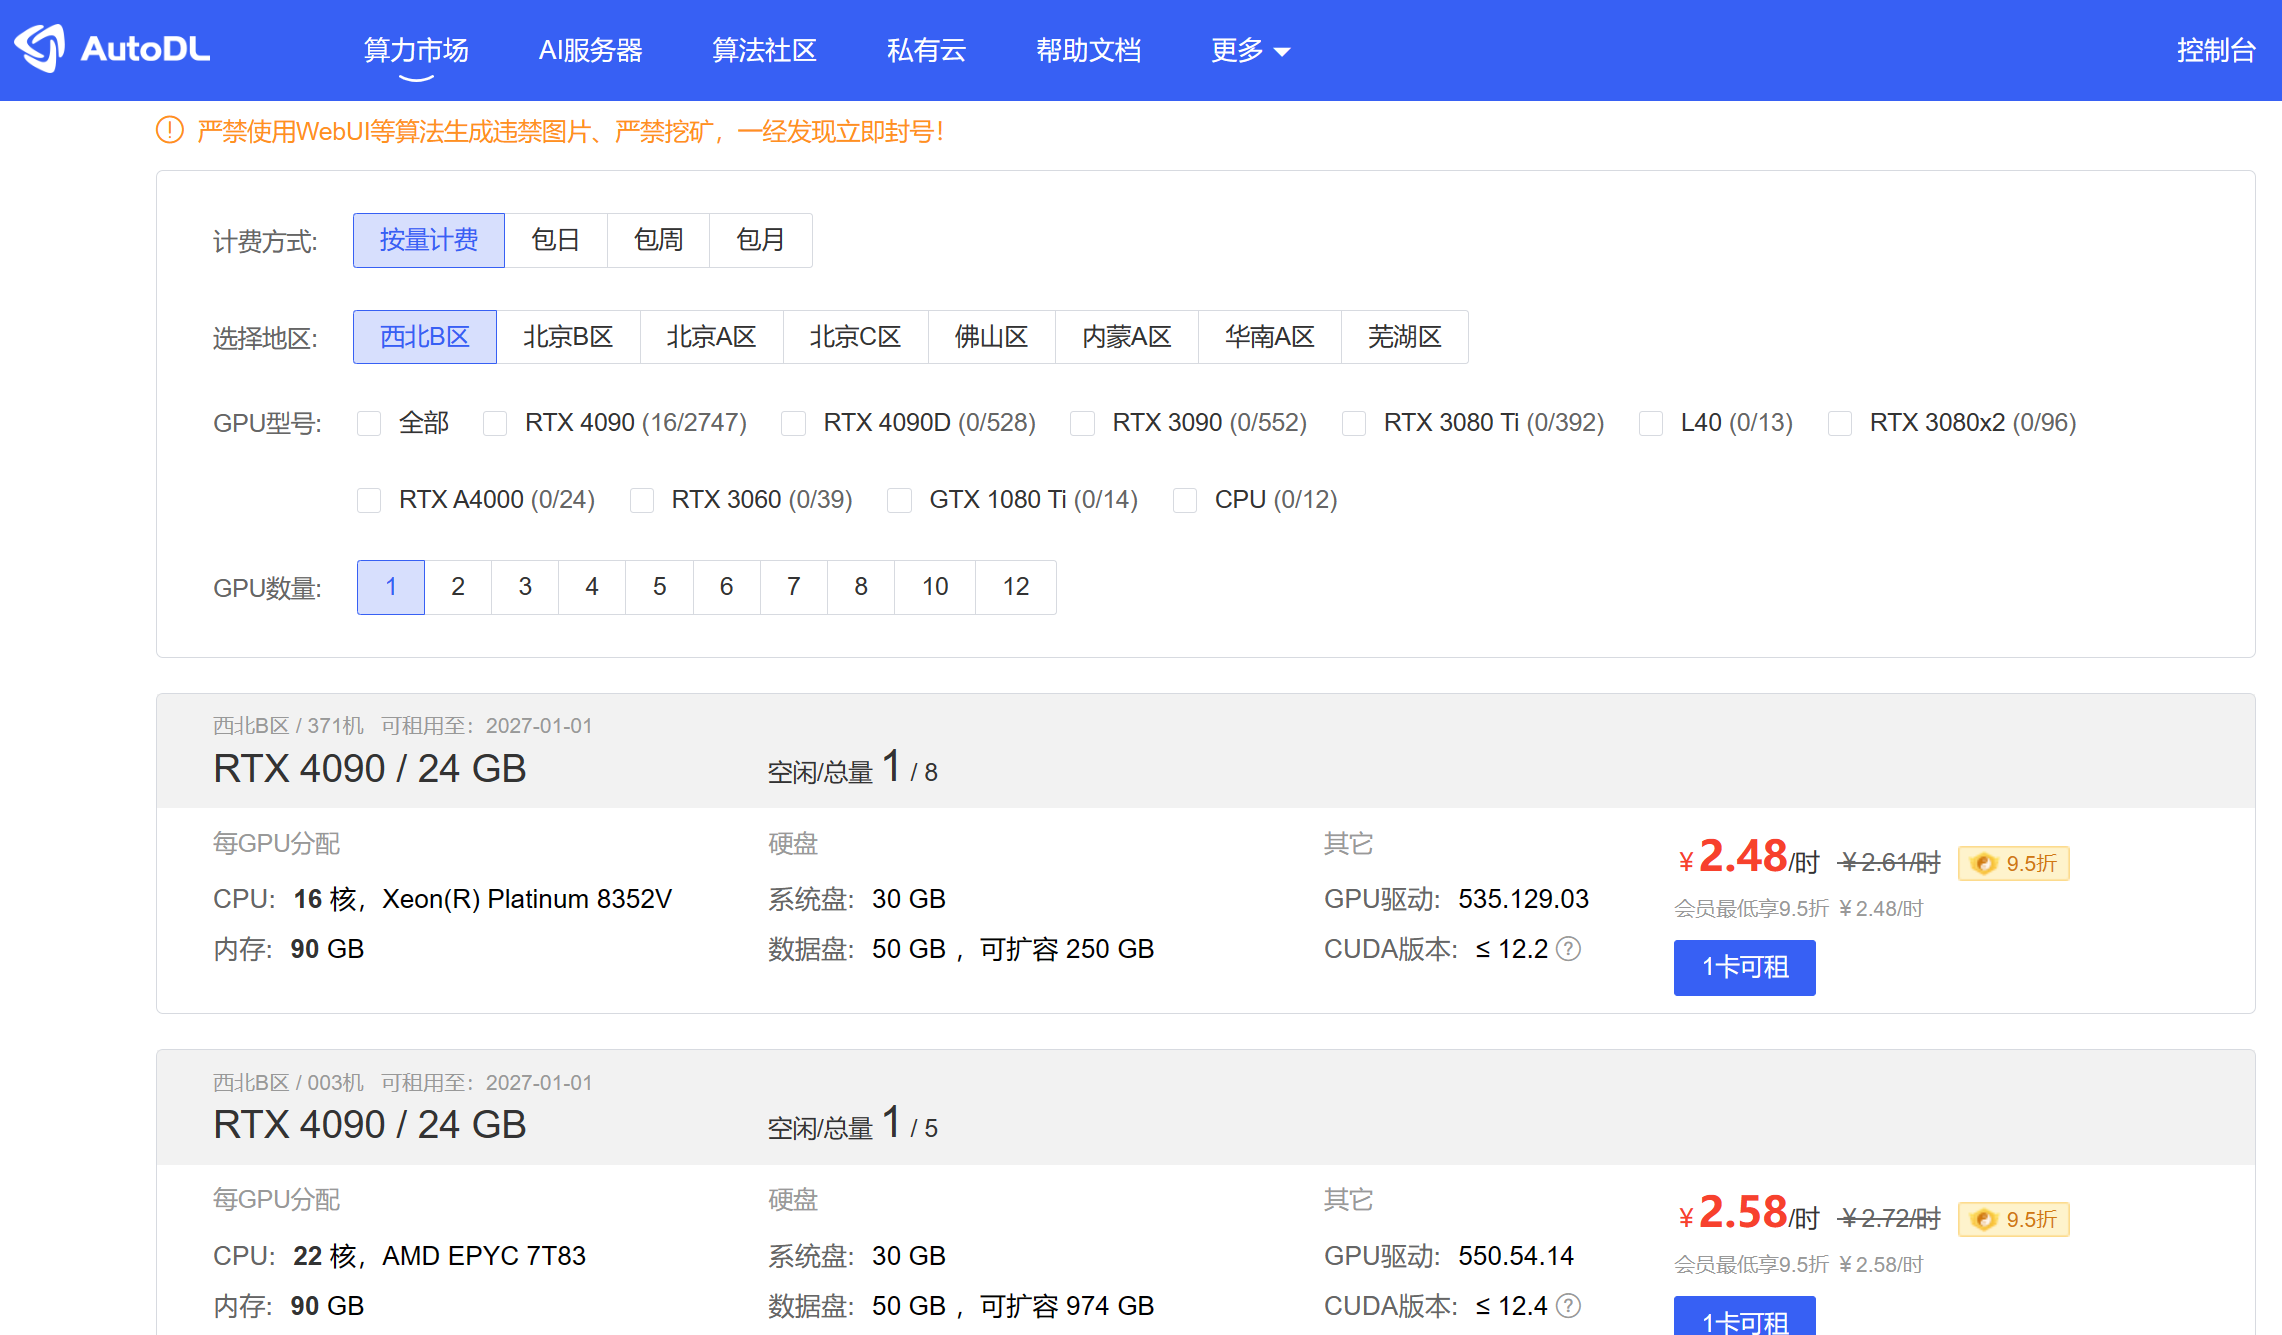 AutoDL 算力市场 AI服务器 算法社区 私有云 帮助文档 更多 控制台
严禁使用WebUI等算法生成违禁图片、严禁挖矿，一经发现立即封号！
计费方式: 按量计费 包日 包周 包月
选择地区: 西北B区 北京B区 北京A区 北京C区 佛山区 内蒙A区 华南A区 芜湖区
GPU型号: 全部 RTX 4090 (16/2747) RTX 4090D (0/528) RTX 3090 (0/552) RTX 3080 Ti (0/392) L40 (0/13) RTX 3080x2 (0/96)
RTX A4000 (0/24) RTX 3060 (0/39) GTX 1080 Ti (0/14) CPU (0/12)
GPU数量: 1 2 3 4 5 6 7 8 10 12
西北B区 / 371机 可租用至：2027-01-01
RTX 4090 / 24 GB 空闲/总量 1 / 8
每GPU分配 硬盘 其它 ￥2.48/时 ￥2.61/时 9.5折
CPU: 16 核，Xeon(R) Platinum 8352V 系统盘: 30 GB GPU驱动: 535.129.03 会员最低享9.5折 ￥2.48/时
内存: 90 GB 数据盘: 50 GB ，可扩容 250 GB CUDA版本: ≤ 12.2 ? 1卡可租
西北B区 / 003机 可租用至：2027-01-01
RTX 4090 / 24 GB 空闲/总量 1 / 5
每GPU分配 硬盘 其它 ￥2.58/时 ￥2.72/时 9.5折
CPU: 22 核，AMD EPYC 7T83 系统盘: 30 GB GPU驱动: 550.54.14 会员最低享9.5折 ￥2.58/时
内存: 90 GB 数据盘: 50 GB ，可扩容 974 GB CUDA版本: ≤ 12.4 ? 1卡可租